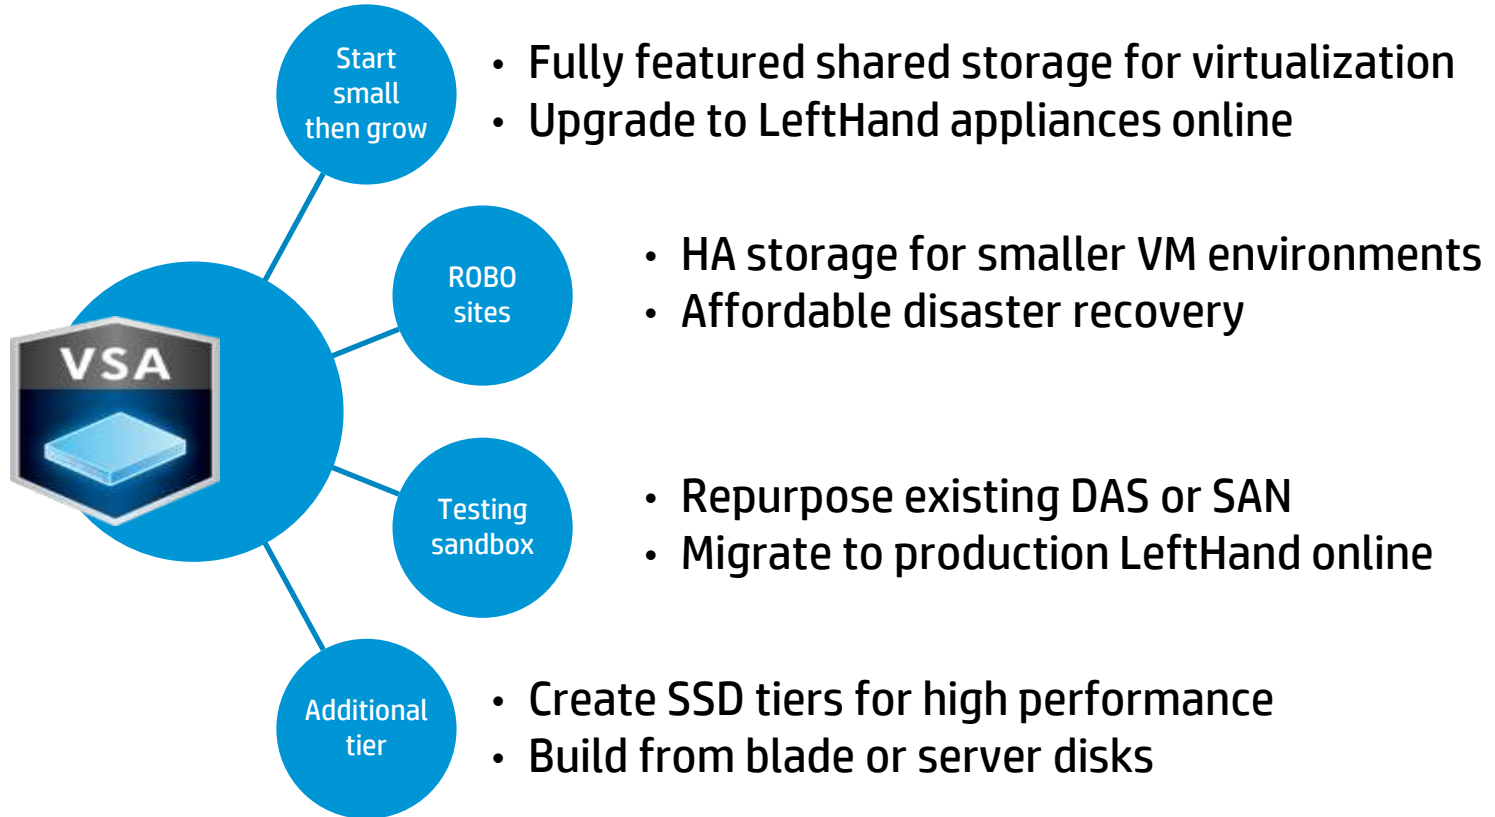 VSA
Start
small
then grow
• Fully featured shared storage for virtualization
• Upgrade to LeftHand appliances online
ROBO
sites
• HA storage for smaller VM environments
• Affordable disaster recovery
Testing
sandbox
• Repurpose existing DAS or SAN
• Migrate to production LeftHand online
Additional
tier
• Create SSD tiers for high performance
• Build from blade or server disks